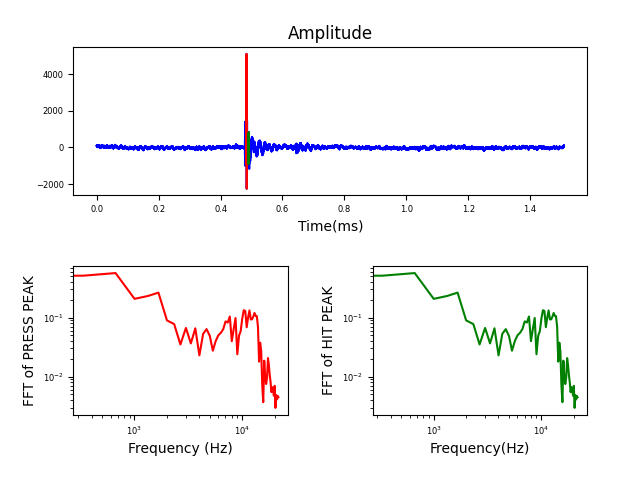 Amplitude
4000
2000
0
−2000
0.0 0.2 0.4 0.6 0.8 1.0 1.2 1.4
Time(ms)
FFT of PRESS PEAK
10⁻¹
10⁻²
10³ 10⁴
Frequency (Hz)
FFT of HIT PEAK
10⁻¹
10⁻²
10³ 10⁴
Frequency(Hz)